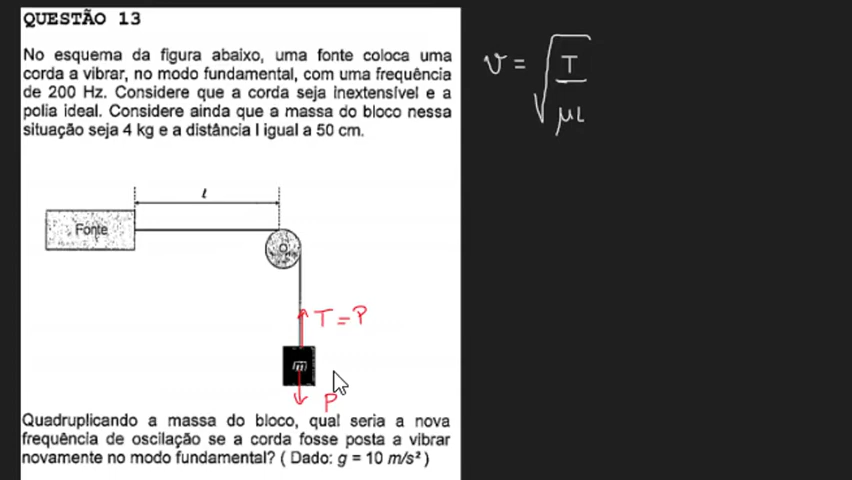 QUESTÃO 13
No esquema da figura abaixo, uma fonte coloca uma
corda a vibrar, no modo fundamental, com uma frequência
de 200 Hz. Considere que a corda seja inextensível e a
polia ideal. Considere ainda que a massa do bloco nessa
situação seja 4 kg e a distância l igual a 50 cm.
v = √(T/μL)
l
Fonte
T = P
m
P
Quadruplicando a massa do bloco, qual seria a nova
frequência de oscilação se a corda fosse posta a vibrar
novamente no modo fundamental? ( Dado: g = 10 m/s² )